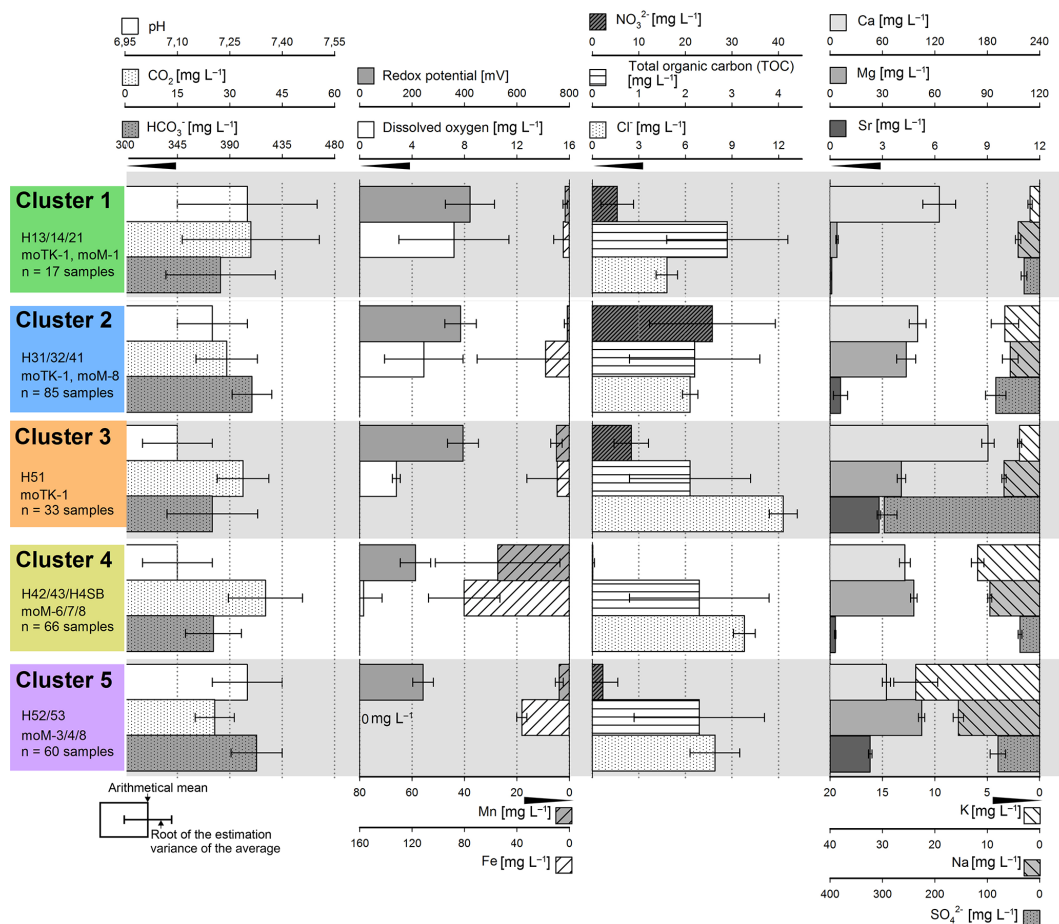 pH
6,95 7,10 7,25 7,40 7,55
CO₂ [mg L⁻¹]
0 15 30 45 60
HCO₃⁻ [mg L⁻¹]
300 345 390 435 480
Redox potential [mV]
0 200 400 600 800
Dissolved oxygen [mg L⁻¹]
0 4 8 12 16
NO₃²⁻ [mg L⁻¹]
0 10 20 30 40
Total organic carbon (TOC)
[mg L⁻¹]
0 1 2 3 4
Cl⁻ [mg L⁻¹]
0 3 6 9 12
Ca [mg L⁻¹]
0 60 120 180 240
Mg [mg L⁻¹]
0 30 60 90 120
Sr [mg L⁻¹]
0 3 6 9 12
Cluster 1
H13/14/21
moTK-1, moM-1
n = 17 samples
Cluster 2
H31/32/41
moTK-1, moM-8
n = 85 samples
Cluster 3
H51
moTK-1
n = 33 samples
Cluster 4
H42/43/H4SB
moM-6/7/8
n = 66 samples
Cluster 5
H52/53
moM-3/4/8
n = 60 samples
0 mg L⁻¹
Arithmetical mean
Root of the estimation
variance of the average
80 60 40 20 0
Mn [mg L⁻¹]
160 120 80 40 0
Fe [mg L⁻¹]
20 15 10 5 0
K [mg L⁻¹]
40 30 20 10 0
Na [mg L⁻¹]
400 300 200 100 0
SO₄²⁻ [mg L⁻¹]